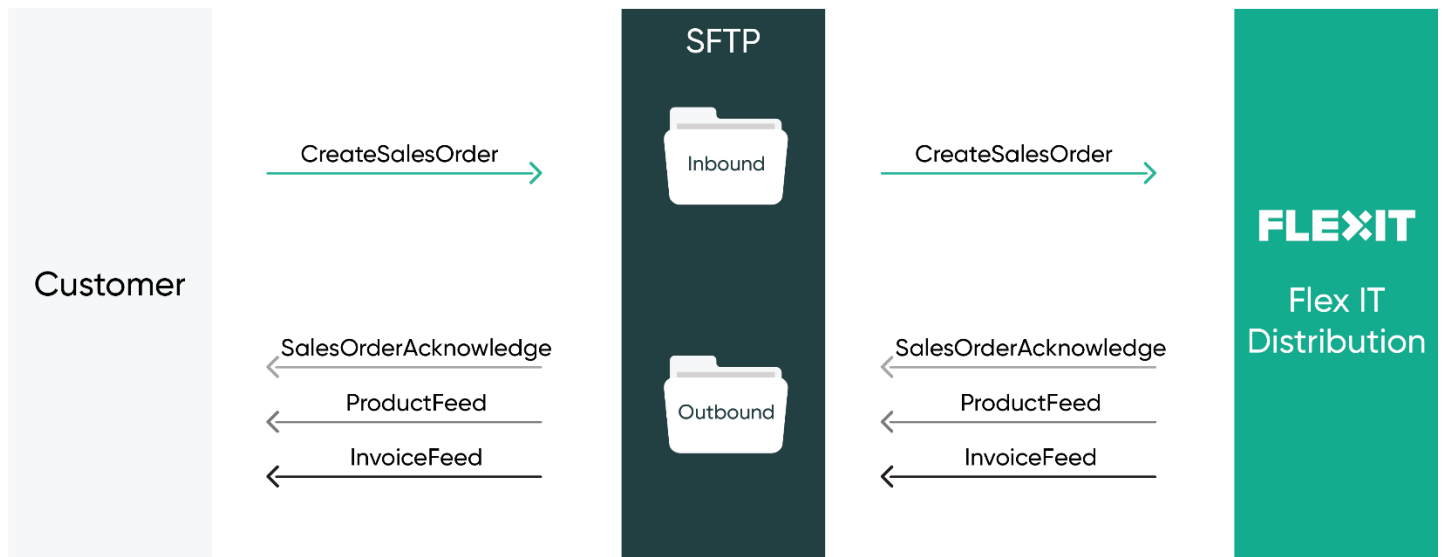 SFTP
CreateSalesOrder
Inbound
CreateSalesOrder
FLEXIT
Customer
Flex IT
Distribution
SalesOrderAcknowledge
SalesOrderAcknowledge
ProductFeed
Outbound
ProductFeed
InvoiceFeed
InvoiceFeed